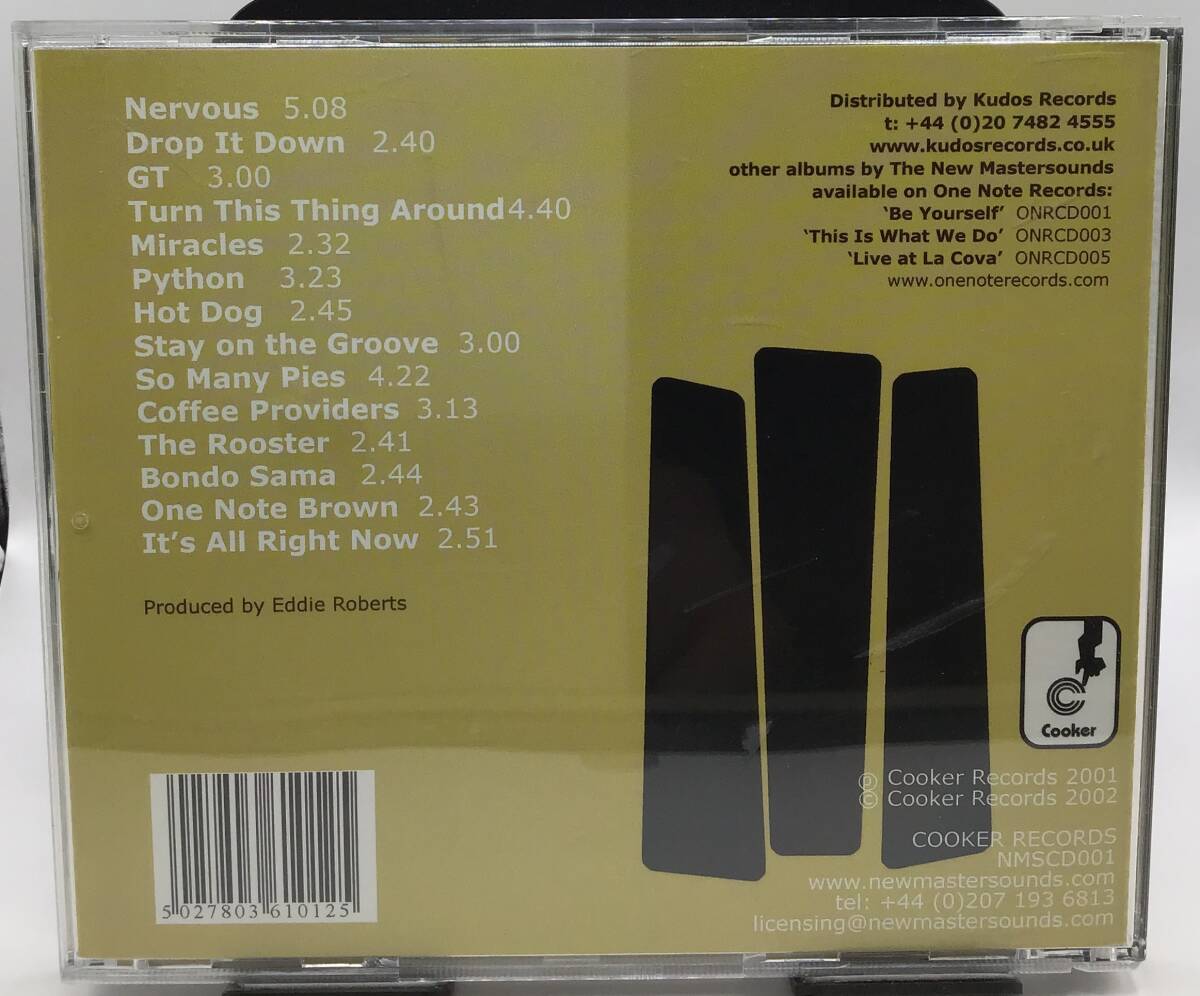 Nervous 5.08
Drop It Down 2.40
GT 3.00
Turn This Thing Around 4.40
Miracles 2.32
Python 3.23
Hot Dog 2.45
Stay on the Groove 3.00
So Many Pies 4.22
Coffee Providers 3.13
The Rooster 2.41
Bondo Sama 2.44
One Note Brown 2.43
It's All Right Now 2.51
Produced by Eddie Roberts
5 027803 610125
Distributed by Kudos Records
t: +44 (0)20 7482 4555
www.kudosrecords.co.uk
other albums by The New Mastersounds
available on One Note Records:
'Be Yourself' ONRCD001
'This Is What We Do' ONRCD003
'Live at La Cova' ONRCD005
www.onenoterecords.com
Cooker
℗ Cooker Records 2001
© Cooker Records 2002
COOKER RECORDS
NMSCD001
www.newmastersounds.com
tel: +44 (0)207 193 6813
licensing@newmastersounds.com